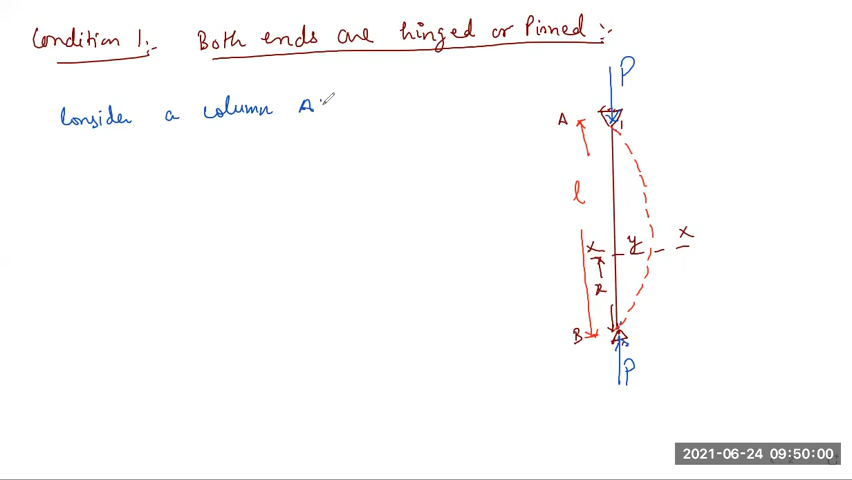 Condition 1:. Both ends are hinged or Pinned :-
Consider a column A
P
A
l
x y x
x
B
P
2021-06-24 09:50:00